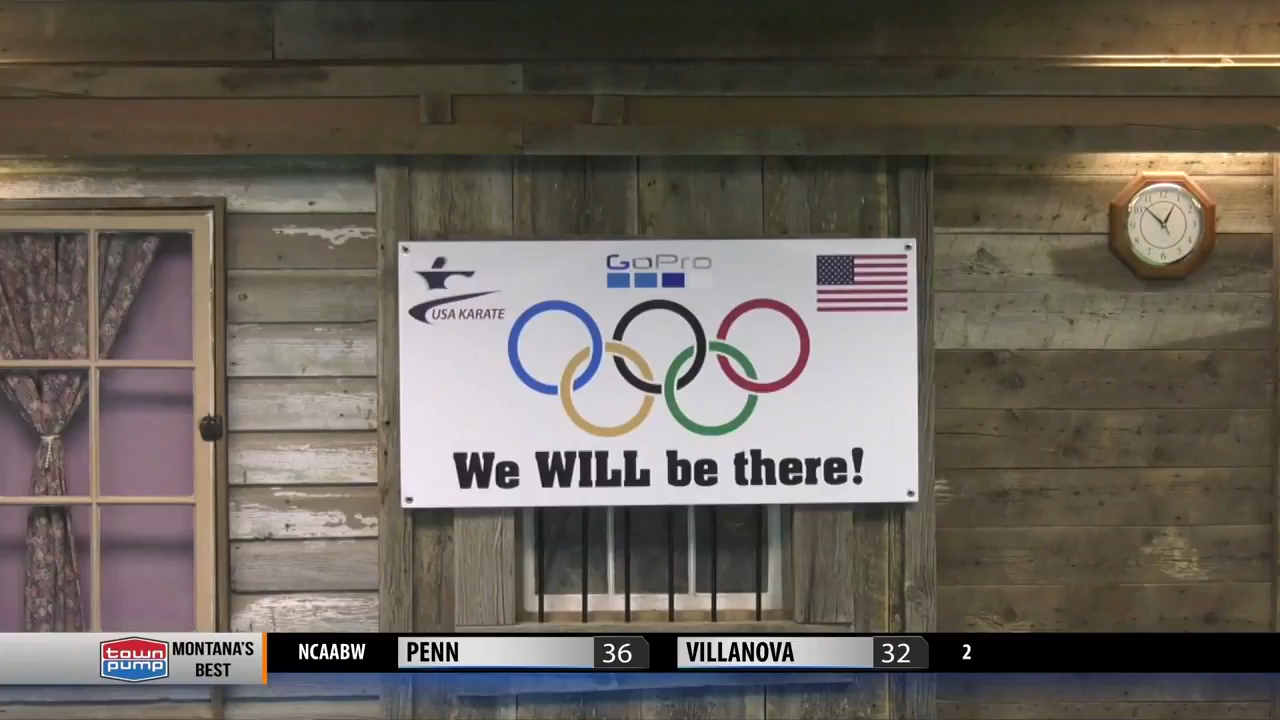 GoPro
USA KARATE
We WILL be there!
town pump
MONTANA'S
BEST
NCAABW
PENN
36
VILLANOVA
32
2